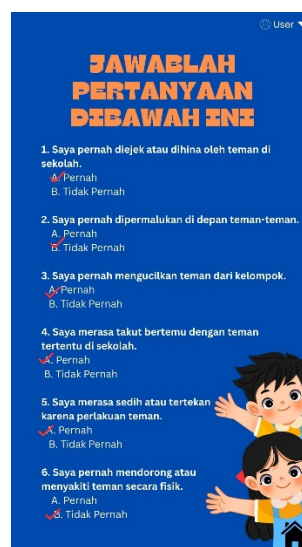 User
JAWABLAH
PERTANYAAN
DIBAWAH INI
1. Saya pernah diejek atau dihina oleh teman di
sekolah.
A. Pernah
B. Tidak Pernah
2. Saya pernah dipermalukan di depan teman-teman.
A. Pernah
B. Tidak Pernah
3. Saya pernah mengucilkan teman dari kelompok.
A. Pernah
B. Tidak Pernah
4. Saya merasa takut bertemu dengan teman
tertentu di sekolah.
A. Pernah
B. Tidak Pernah
5. Saya merasa sedih atau tertekan
karena perlakuan teman.
A. Pernah
B. Tidak Pernah
6. Saya pernah mendorong atau
menyakiti teman secara fisik.
A. Pernah
B. Tidak Pernah